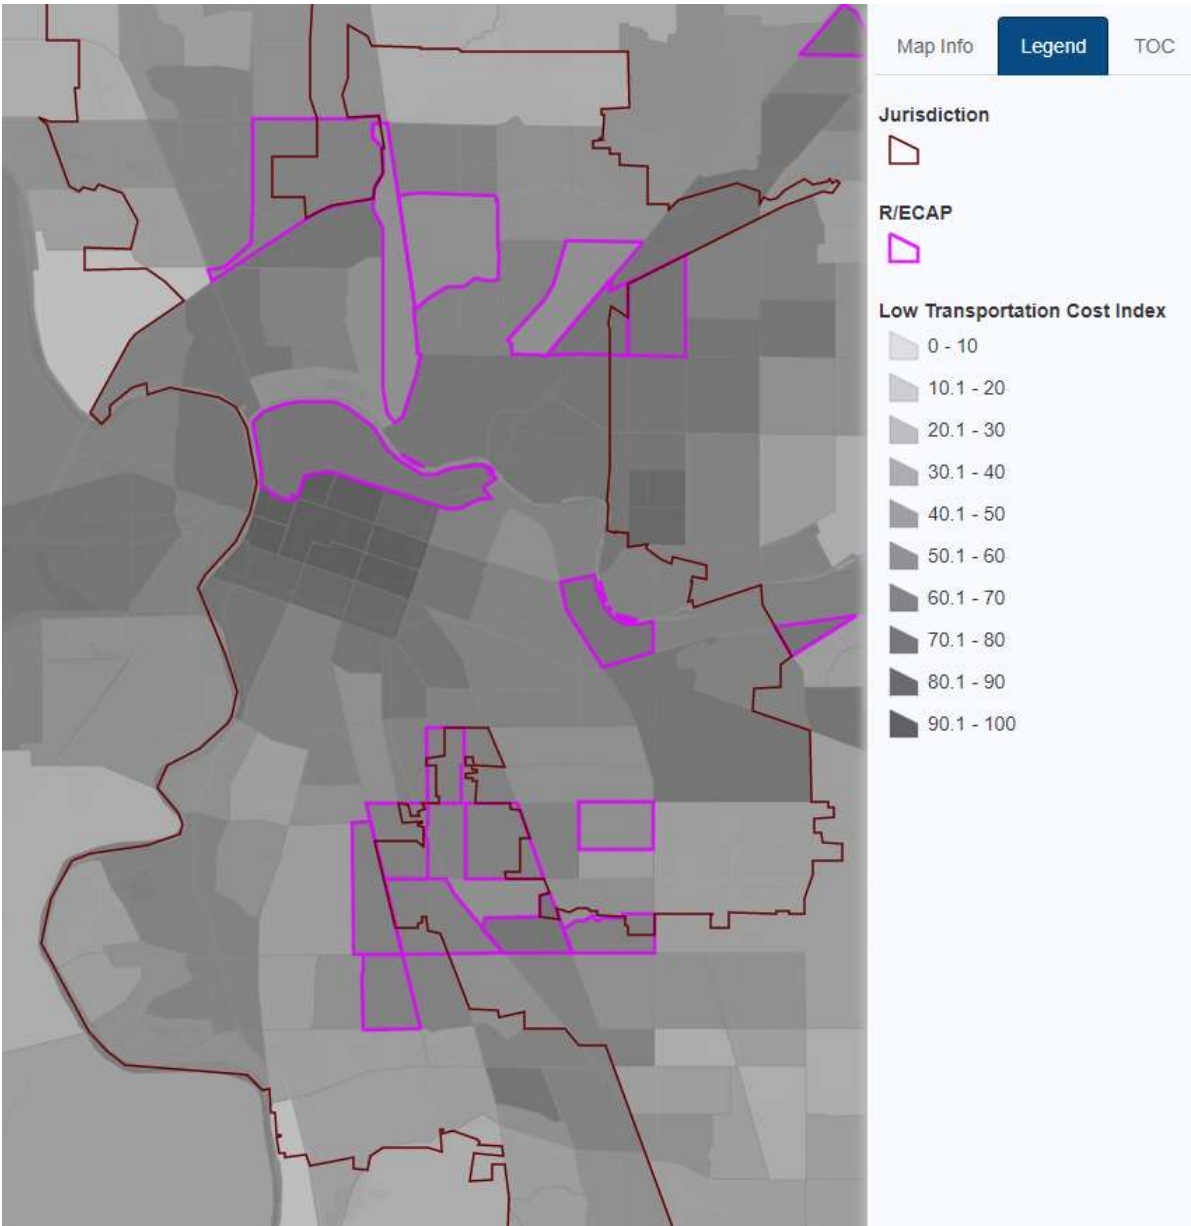 Map Info Legend TOC
Jurisdiction
R/ECAP
Low Transportation Cost Index
0 - 10
10.1 - 20
20.1 - 30
30.1 - 40
40.1 - 50
50.1 - 60
60.1 - 70
70.1 - 80
80.1 - 90
90.1 - 100